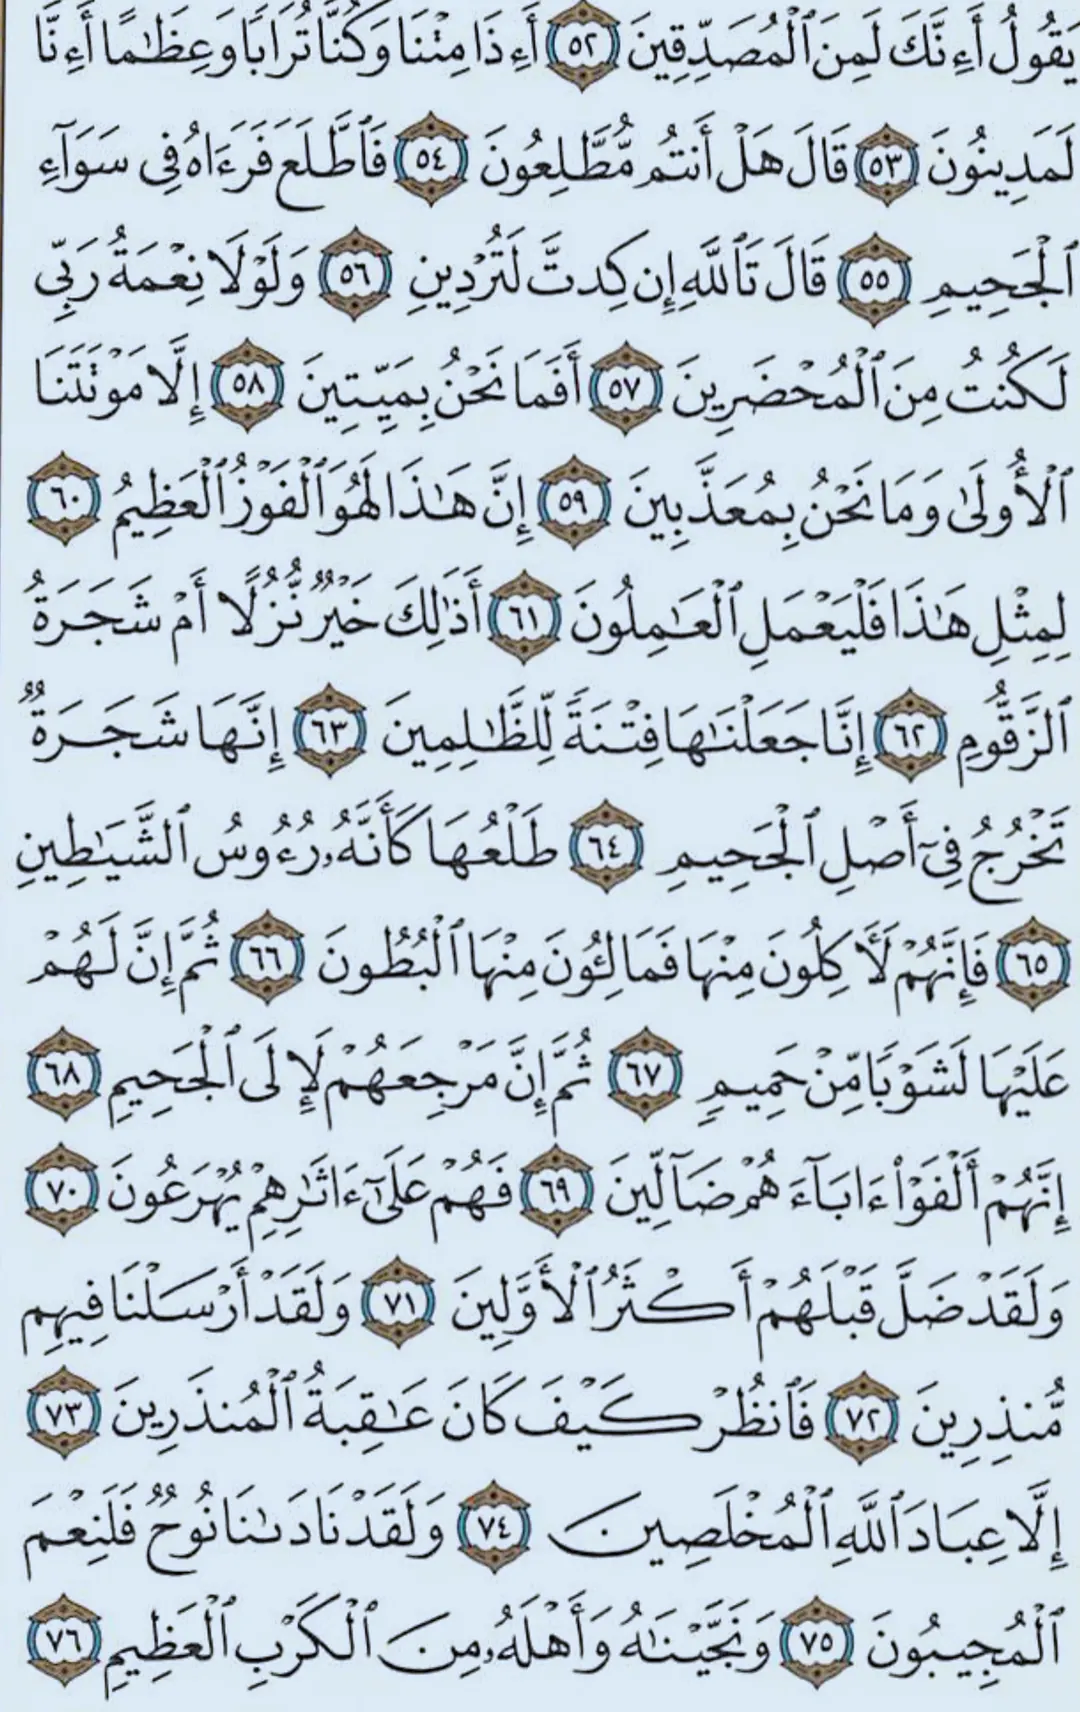 يَقُولُ أَءِنَّكَ لَمِنَ ٱلْمُصَدِّقِينَ ٥٢ أَءِذَا مِتْنَا وَكُنَّا تُرَابًا وَعِظَٰمًا أَءِنَّا
لَمَدِينُونَ ٥٣ قَالَ هَلْ أَنتُم مُّطَّلِعُونَ ٥٤ فَٱطَّلَعَ فَرَءَاهُ فِى سَوَآءِ
ٱلْجَحِيمِ ٥٥ قَالَ تَٱللَّهِ إِن كِدتَّ لَتُرْدِينِ ٥٦ وَلَوْلَا نِعْمَةُ رَبِّى
لَكُنتُ مِنَ ٱلْمُحْضَرِينَ ٥٧ أَفَمَا نَحْنُ بِمَيِّتِينَ ٥٨ إِلَّا مَوْتَتَنَا
ٱلْأُولَىٰ وَمَا نَحْنُ بِمُعَذَّبِينَ ٥٩ إِنَّ هَٰذَا لَهُوَ ٱلْفَوْزُ ٱلْعَظِيمُ ٦٠
لِمِثْلِ هَٰذَا فَلْيَعْمَلِ ٱلْعَٰمِلُونَ ٦١ أَذَٰلِكَ خَيْرٌ نُّزُلًا أَمْ شَجَرَةُ
ٱلزَّقُّومِ ٦٢ إِنَّا جَعَلْنَٰهَا فِتْنَةً لِّلظَّٰلِمِينَ ٦٣ إِنَّهَا شَجَرَةٌ
تَخْرُجُ فِىٓ أَصْلِ ٱلْجَحِيمِ ٦٤ طَلْعُهَا كَأَنَّهُۥ رُءُوسُ ٱلشَّيَٰطِينِ
٦٥ فَإِنَّهُمْ لَءَاكِلُونَ مِنْهَا فَمَالِـُٔونَ مِنْهَا ٱلْبُطُونَ ٦٦ ثُمَّ إِنَّ لَهُمْ
عَلَيْهَا لَشَوْبًا مِّنْ حَمِيمٍ ٦٧ ثُمَّ إِنَّ مَرْجِعَهُمْ لَإِلَى ٱلْجَحِيمِ ٦٨
إِنَّهُمْ أَلْفَوْا۟ ءَابَآءَهُمْ ضَآلِّينَ ٦٩ فَهُمْ عَلَىٰٓ ءَاثَٰرِهِمْ يُهْرَعُونَ ٧٠
وَلَقَدْ ضَلَّ قَبْلَهُمْ أَكْثَرُ ٱلْأَوَّلِينَ ٧١ وَلَقَدْ أَرْسَلْنَا فِيهِم
مُّنذِرِينَ ٧٢ فَٱنظُرْ كَيْفَ كَانَ عَٰقِبَةُ ٱلْمُنذَرِينَ ٧٣
إِلَّا عِبَادَ ٱللَّهِ ٱلْمُخْلَصِينَ ٧٤ وَلَقَدْ نَادَىٰنَا نُوحٌ فَلَنِعْمَ
ٱلْمُجِيبُونَ ٧٥ وَنَجَّيْنَٰهُ وَأَهْلَهُۥ مِنَ ٱلْكَرْبِ ٱلْعَظِيمِ ٧٦